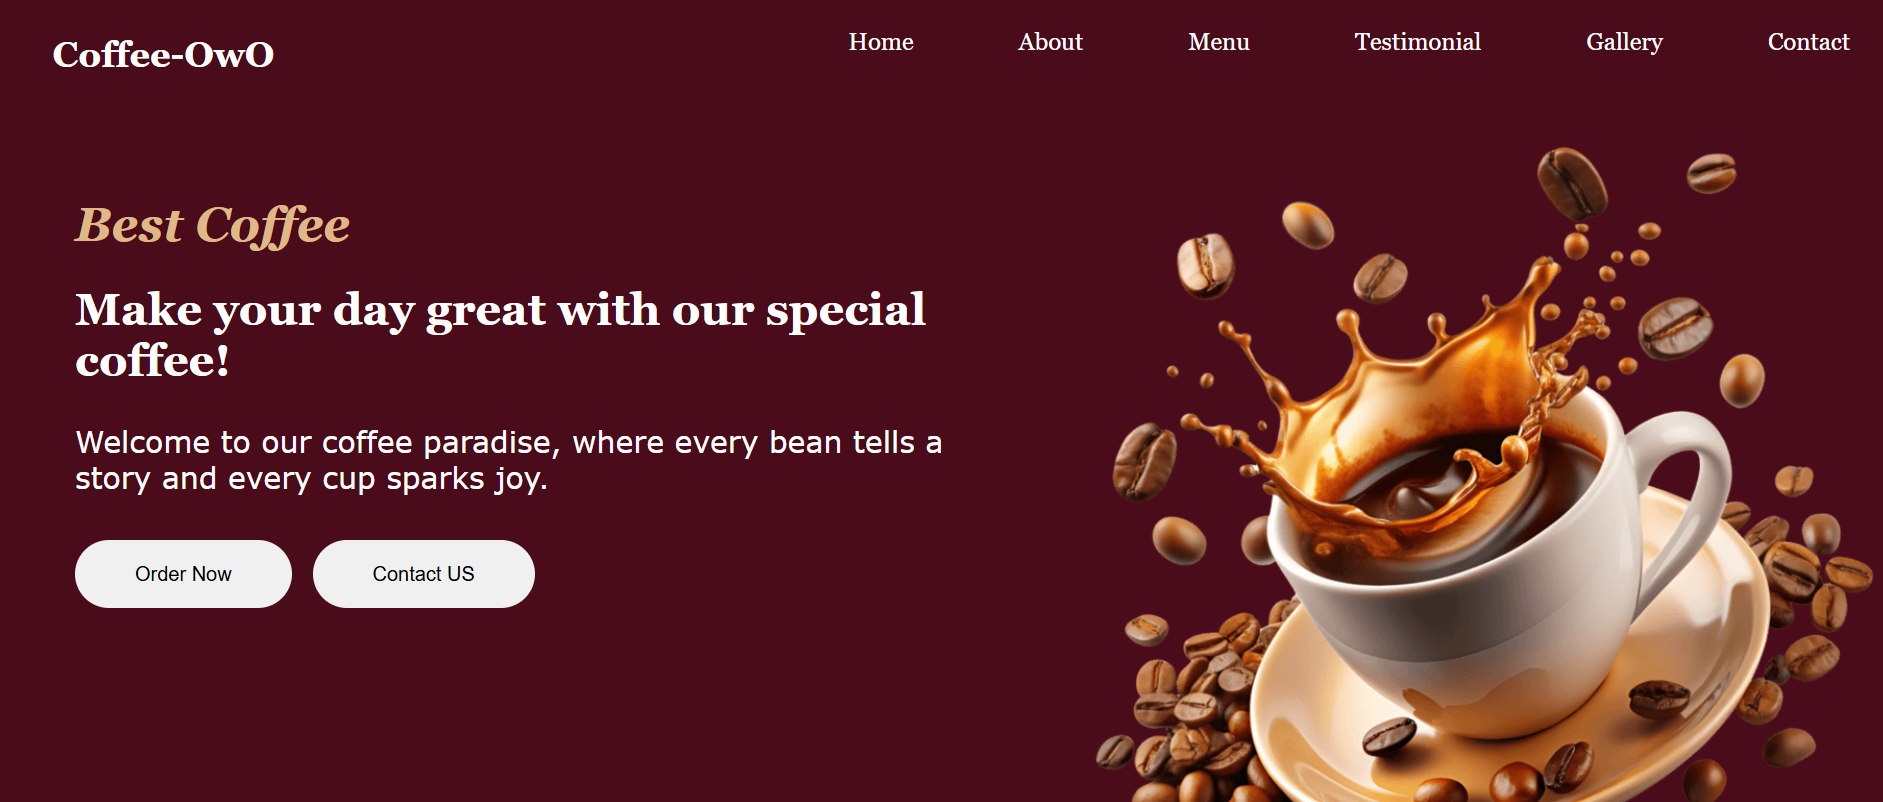 Coffee-OwO
Home
About
Menu
Testimonial
Gallery
Contact
Best Coffee
Make your day great with our special
coffee!
Welcome to our coffee paradise, where every bean tells a
story and every cup sparks joy.
Order Now
Contact US